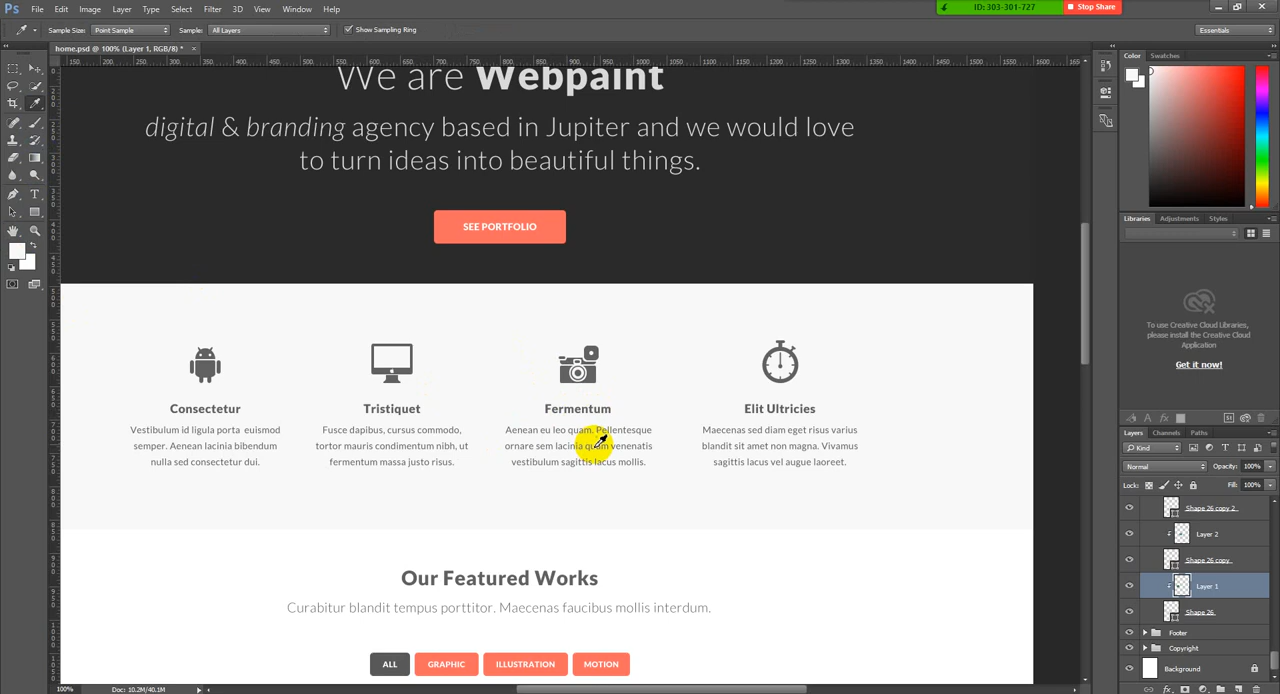 Ps File Edit Image Layer Type Select Filter 3D View Window Help
ID: 303-301-727 Stop Share
Sample Size: Point Sample Sample: All Layers Show Sampling Ring Essentials
home.psd @ 100% (Layer 1, RGB/8) * ×
Color Swatches
We are Webpaint
digital & branding agency based in Jupiter and we would love
to turn ideas into beautiful things.
SEE PORTFOLIO
Libraries Adjustments Styles
To use Creative Cloud Libraries,
please install the Creative Cloud
Application
Get it now!
Consectetur Tristiquet Fermentum Elit Ultricies
Vestibulum id ligula porta euismod Fusce dapibus, cursus commodo, Aenean eu leo quam. Pellentesque Maecenas sed diam eget risus varius
semper. Aenean lacinia bibendum tortor mauris condimentum nibh, ut ornare sem lacinia quam venenatis blandit sit amet non magna. Vivamus
nulla sed consectetur dui. fermentum massa justo risus. vestibulum sagittis lacus mollis. sagittis lacus vel augue laoreet.
Layers Channels Paths
Kind
Normal Opacity: 100%
Lock: Fill: 100%
Shape 26 copy 2
Layer 2
Shape 26 copy
Layer 1
Shape 26
Footer
Copyright
Background
Our Featured Works
Curabitur blandit tempus porttitor. Maecenas faucibus mollis interdum.
ALL GRAPHIC ILLUSTRATION MOTION
100% Doc: 10.2M/40.1M